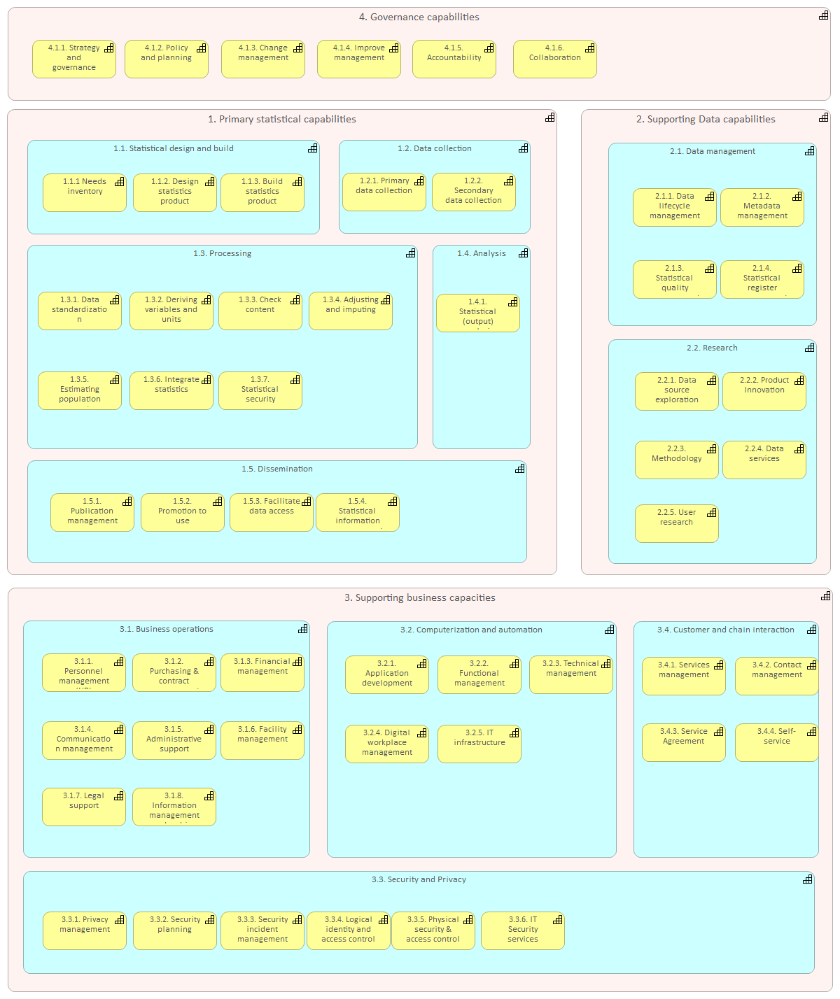 4. Governance capabilities
4.1.1. Strategy
and
governance
4.1.2. Policy
and planning
4.1.3. Change
management
4.1.4. Improve
management
4.1.5.
Accountability
4.1.6.
Collaboration
1. Primary statistical capabilities
1.1. Statistical design and build
1.1.1 Needs
inventory
1.1.2. Design
statistics
product
1.1.3. Build
statistics
product
1.2. Data collection
1.2.1. Primary
data collection
1.2.2.
Secondary
data collection
1.3. Processing
1.3.1. Data
standardizatio
n
1.3.2. Deriving
variables and
units
1.3.3. Check
content
1.3.4. Adjusting
and imputing
1.3.5.
Estimating
population
1.3.6. Integrate
statistics
1.3.7.
Statistical
security
1.4. Analysis
1.4.1.
Statistical
(output)
1.5. Dissemination
1.5.1.
Publication
management
1.5.2.
Promotion to
use
1.5.3. Facilitate
data access
1.5.4.
Statistical
information
2. Supporting Data capabilities
2.1. Data management
2.1.1. Data
lifecycle
management
2.1.2.
Metadata
management
2.1.3.
Statistical
quality
2.1.4.
Statistical
register
2.2. Research
2.2.1. Data
source
exploration
2.2.2. Product
Innovation
2.2.3.
Methodology
2.2.4. Data
services
2.2.5. User
research
3. Supporting business capacities
3.1. Business operations
3.1.1.
Personnel
management
3.1.2.
Purchasing &
contract
3.1.3. Financial
management
3.1.4.
Communicatio
n management
3.1.5.
Administrative
support
3.1.6. Facility
management
3.1.7. Legal
support
3.1.8.
Information
management
3.2. Computerization and automation
3.2.1.
Application
development
3.2.2.
Functional
management
3.2.3. Technical
management
3.2.4. Digital
workplace
management
3.2.5. IT
infrastructure
3.4. Customer and chain interaction
3.4.1. Services
management
3.4.2. Contact
management
3.4.3. Service
Agreement
3.4.4. Self-
service
3.3. Security and Privacy
3.3.1. Privacy
management
3.3.2. Security
planning
3.3.3. Security
incident
management
3.3.4. Logical
identity and
access control
3.3.5. Physical
security &
access control
3.3.6. IT
Security
services